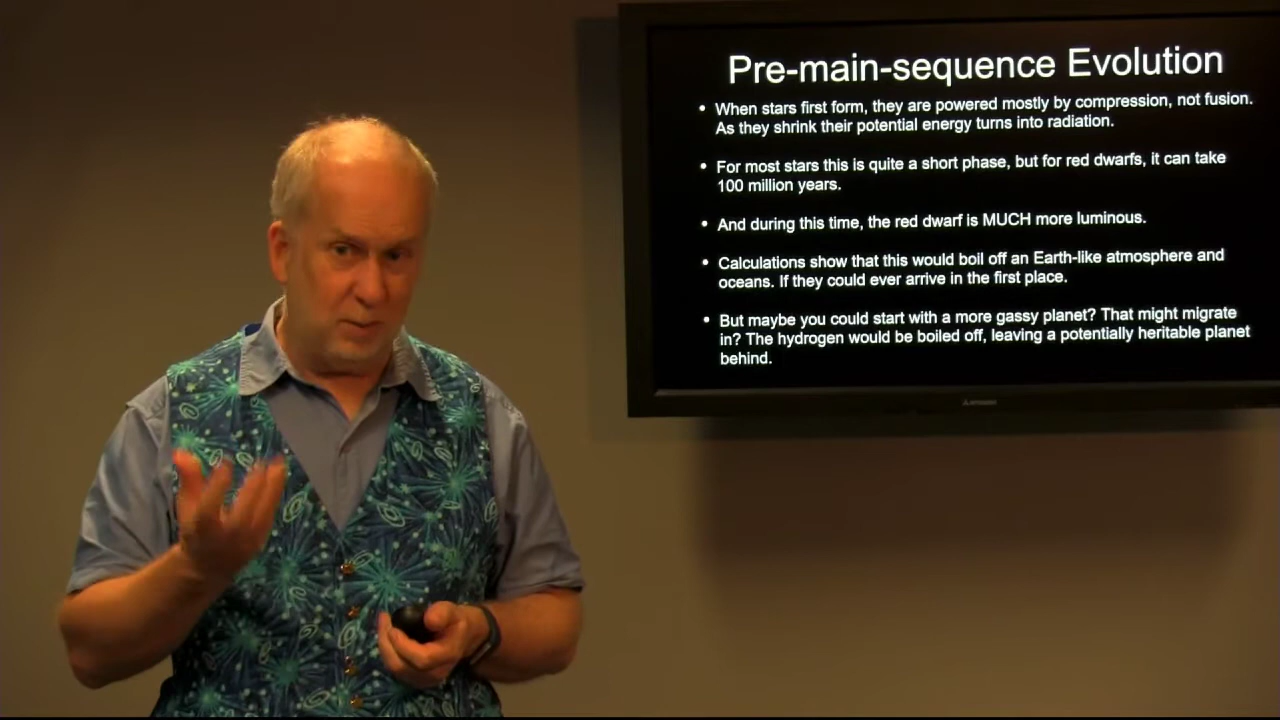 Pre-main-sequence Evolution
• When stars first form, they are powered mostly by compression, not fusion.
As they shrink their potential energy turns into radiation.
• For most stars this is quite a short phase, but for red dwarfs, it can take
100 million years.
• And during this time, the red dwarf is MUCH more luminous.
• Calculations show that this would boil off an Earth-like atmosphere and
oceans. If they could ever arrive in the first place.
• But maybe you could start with a more gassy planet? That might migrate
in? The hydrogen would be boiled off, leaving a potentially heritable planet
behind.